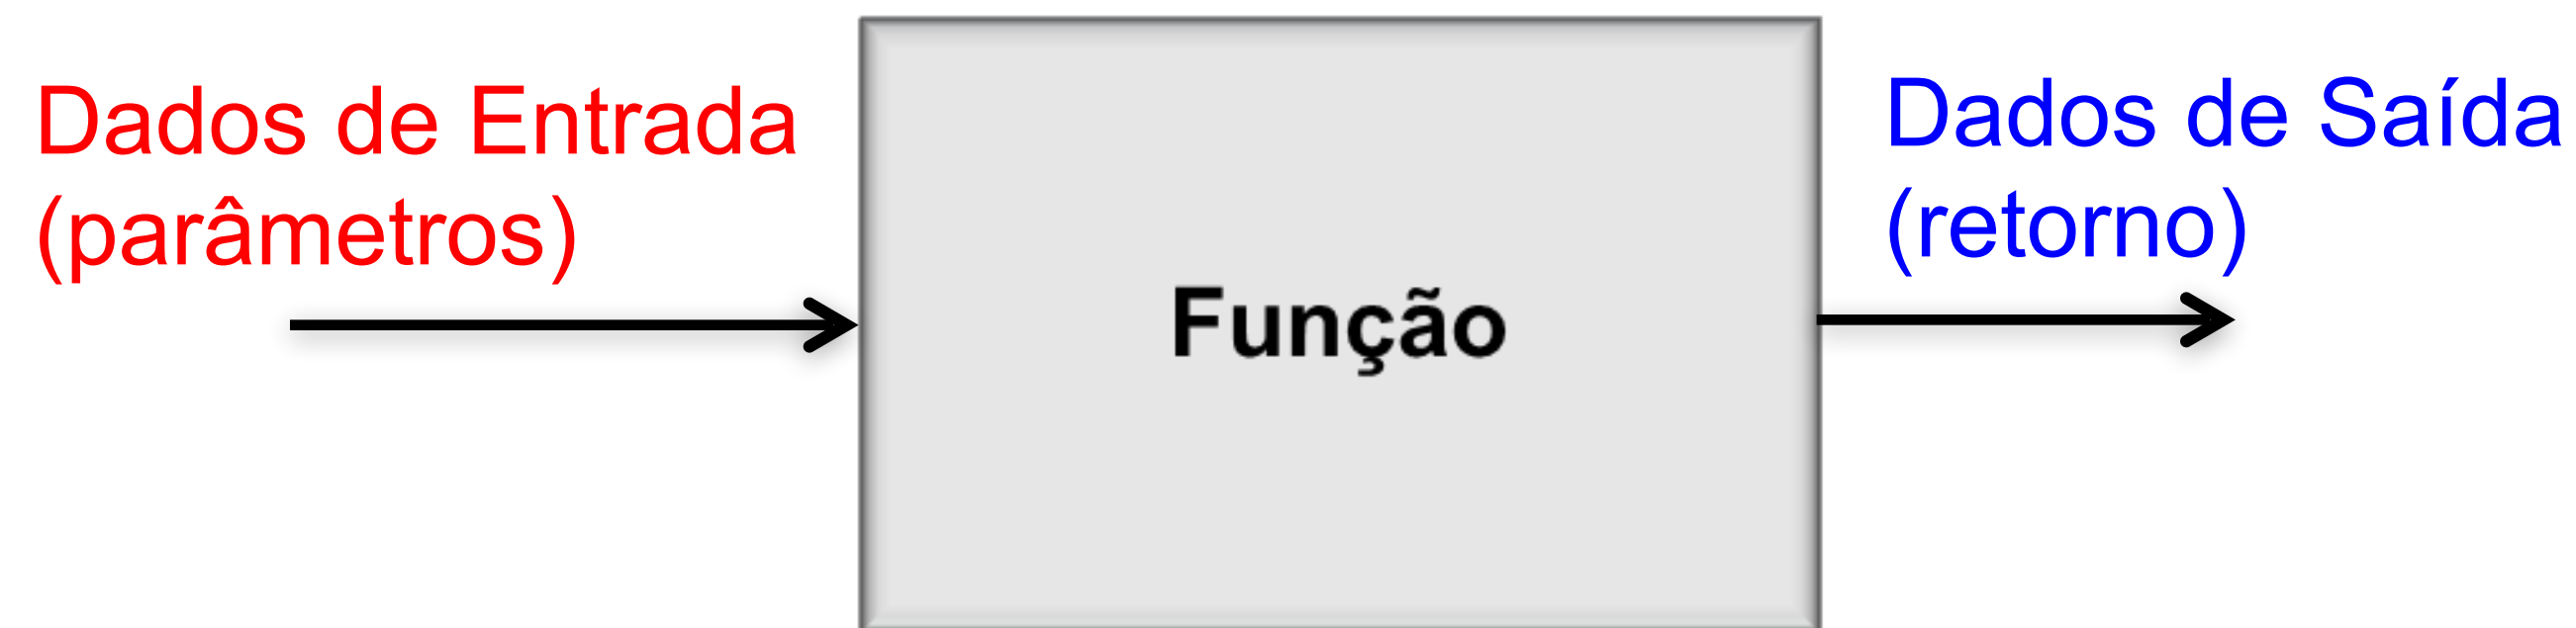 Dados de Entrada
(parâmetros)
Função
Dados de Saída
(retorno)